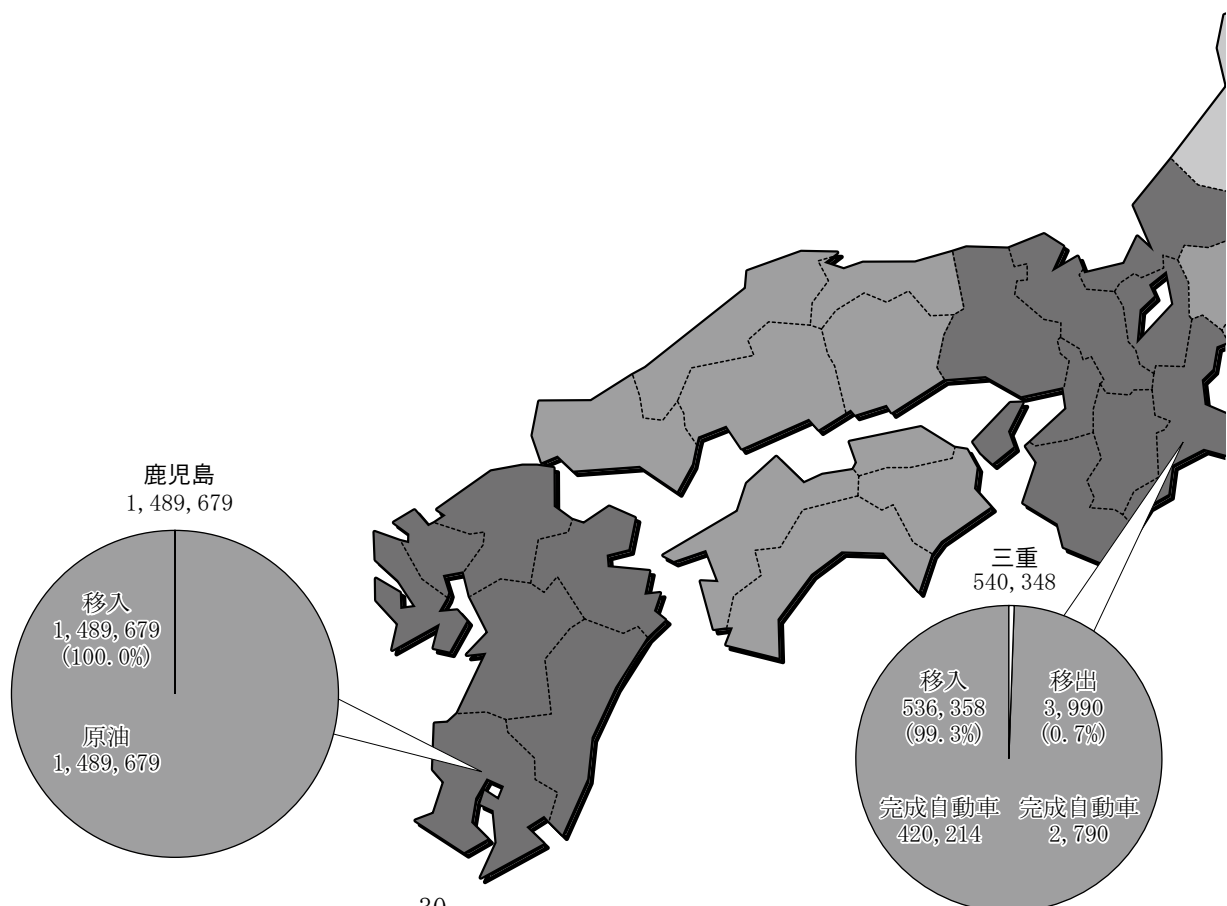 鹿児島
1,489,679
移入
1,489,679
(100.0%)
原油
1,489,679
三重
540,348
移入
536,358
(99.3%)
移出
3,990
(0.7%)
完成自動車
420,214
完成自動車
2,790